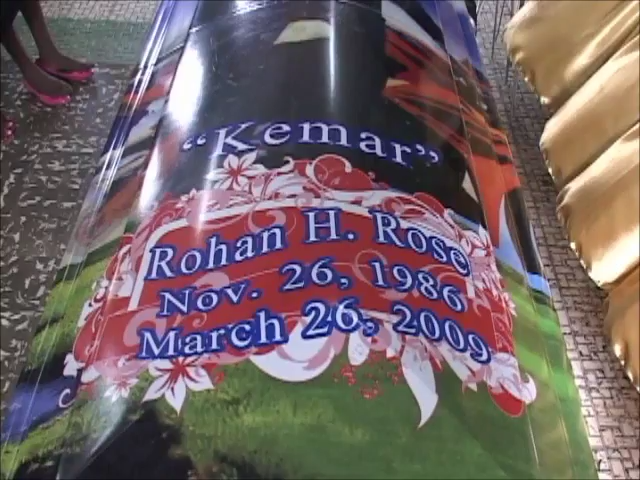 "Kemar"
Rohan H. Rose
Nov. 26, 1986
March 26, 2009